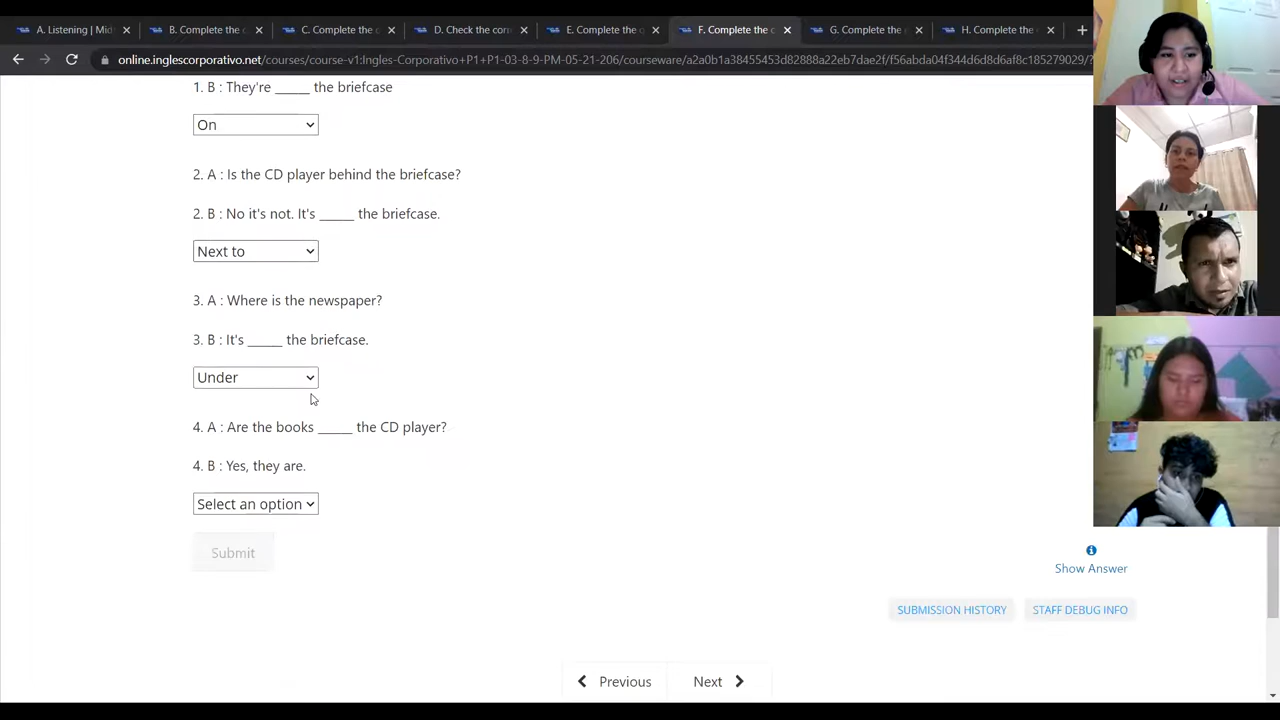 A. Listening | Mid
B. Complete the
C. Complete the c
D. Check the corr
E. Complete the
F. Complete the c
G. Complete the
H. Complete the
online.inglescorporativo.net/courses/course-v1:Ingles-Corporativo+P1+P1-03-8-9-PM-05-21-206/courseware/a2a0b1a38455453d82888a22eb7dae2f/f56abda04f344d6d8d6af8c185279029/?
1. B : They're _____ the briefcase
On
2. A : Is the CD player behind the briefcase?
2. B : No it's not. It's _____ the briefcase.
Next to
3. A : Where is the newspaper?
3. B : It's _____ the briefcase.
Under
4. A : Are the books _____ the CD player?
4. B : Yes, they are.
Select an option
Submit
Show Answer
SUBMISSION HISTORY
STAFF DEBUG INFO
Previous
Next